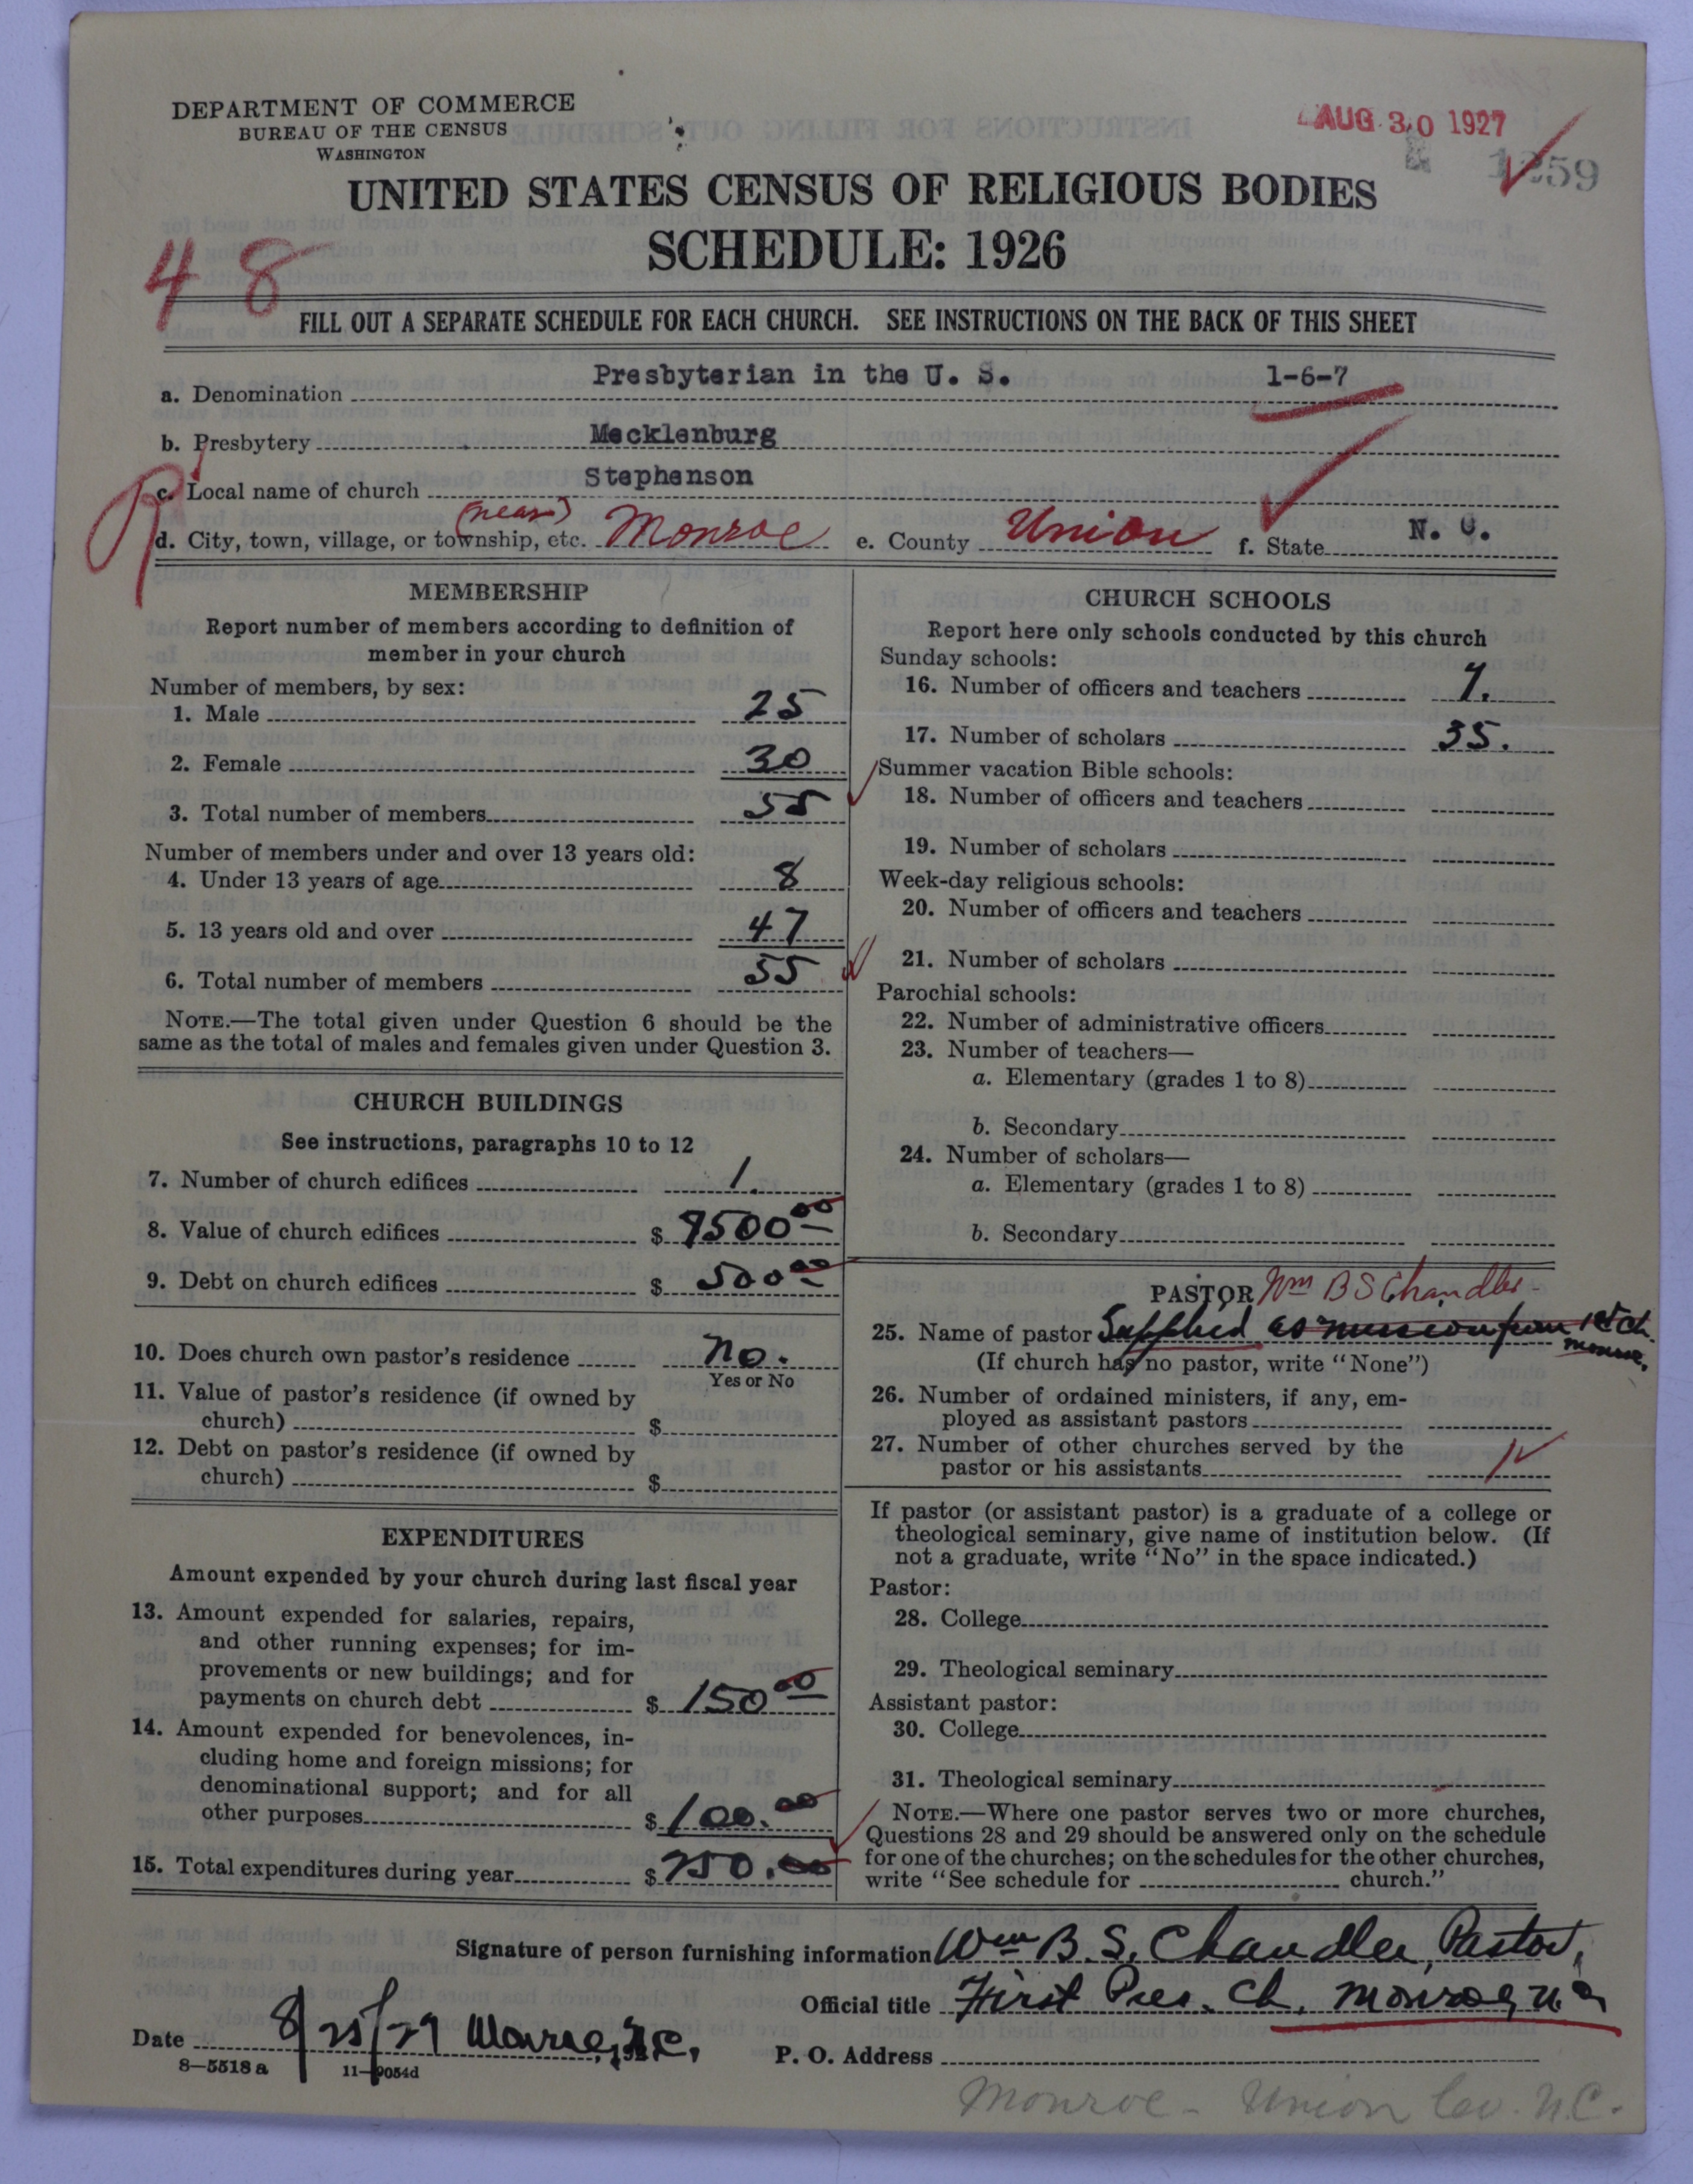 DEPARTMENT OF COMMERCE
BUREAU OF THE CENSUS
WASHINGTON
AUG 30 1927
1259
UNITED STATES CENSUS OF RELIGIOUS BODIES
SCHEDULE: 1926
48
FILL OUT A SEPARATE SCHEDULE FOR EACH CHURCH. SEE INSTRUCTIONS ON THE BACK OF THIS SHEET
a. Denomination Presbyterian in the U. S. 1-6-7
b. Presbytery Mecklenburg
c. Local name of church Stephenson
d. City, town, village, or township, etc. (near) Monroe e. County Union f. State N. C.
MEMBERSHIP
Report number of members according to definition of
member in your church
Number of members, by sex:
1. Male 25
2. Female 30
3. Total number of members 55
Number of members under and over 13 years old:
4. Under 13 years of age 8
5. 13 years old and over 47
6. Total number of members 55
NOTE.—The total given under Question 6 should be the
same as the total of males and females given under Question 3.
CHURCH BUILDINGS
See instructions, paragraphs 10 to 12
7. Number of church edifices 1.
8. Value of church edifices $ 9500 00
9. Debt on church edifices $ 500 00
10. Does church own pastor's residence No.
Yes or No
11. Value of pastor's residence (if owned by
church) $
12. Debt on pastor's residence (if owned by
church) $
EXPENDITURES
Amount expended by your church during last fiscal year
13. Amount expended for salaries, repairs,
and other running expenses; for im-
provements or new buildings; and for
payments on church debt $ 150 00
14. Amount expended for benevolences, in-
cluding home and foreign missions; for
denominational support; and for all
other purposes $ 100.00
15. Total expenditures during year $ 250.00
CHURCH SCHOOLS
Report here only schools conducted by this church
Sunday schools:
16. Number of officers and teachers 7.
17. Number of scholars 35.
Summer vacation Bible schools:
18. Number of officers and teachers
19. Number of scholars
Week-day religious schools:
20. Number of officers and teachers
21. Number of scholars
Parochial schools:
22. Number of administrative officers
23. Number of teachers—
a. Elementary (grades 1 to 8)
b. Secondary
24. Number of scholars—
a. Elementary (grades 1 to 8)
b. Secondary
PASTOR Wm B S Chandler
25. Name of pastor Supplied as mission from 1st Ch. Monroe.
(If church has no pastor, write "None")
26. Number of ordained ministers, if any, em-
ployed as assistant pastors
27. Number of other churches served by the
pastor or his assistants 1
If pastor (or assistant pastor) is a graduate of a college or
theological seminary, give name of institution below. (If
not a graduate, write "No" in the space indicated.)
Pastor:
28. College
29. Theological seminary
Assistant pastor:
30. College
31. Theological seminary
NOTE.—Where one pastor serves two or more churches,
Questions 28 and 29 should be answered only on the schedule
for one of the churches; on the schedules for the other churches,
write "See schedule for church."
Signature of person furnishing information Wm B. S. Chandler, Pastor,
Official title First Pres. Ch. Monroe, N.C.
Date 8/25/27 Monroe, N.C.
P. O. Address
8—5518 a 11—9054d
Monroe - Union Co. N.C.